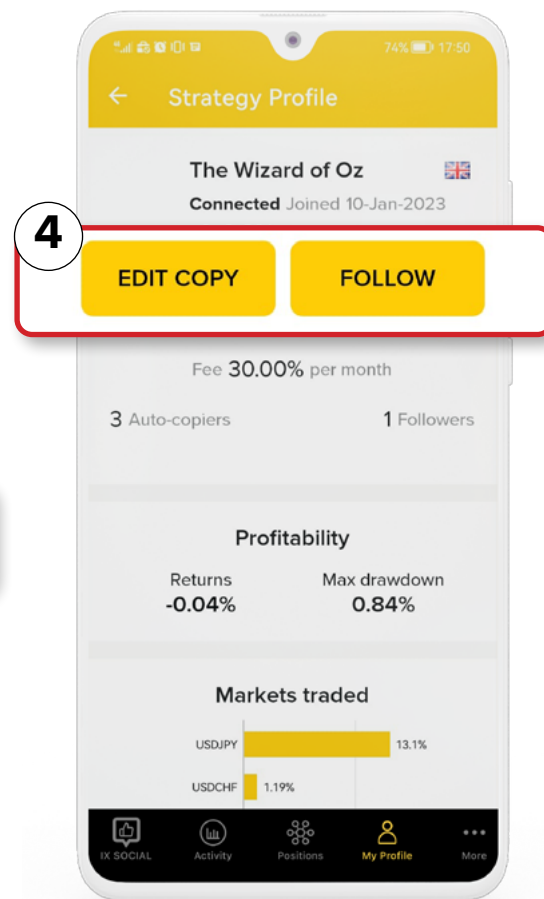 74% 17:50
Strategy Profile
The Wizard of Oz
Connected Joined 10-Jan-2023
4
EDIT COPY FOLLOW
Fee 30.00% per month
3 Auto-copiers 1 Followers
Profitability
Returns Max drawdown
-0.04% 0.84%
Markets traded
USDJPY 13.1%
USDCHF 1.19%
IX SOCIAL Activity Positions My Profile More